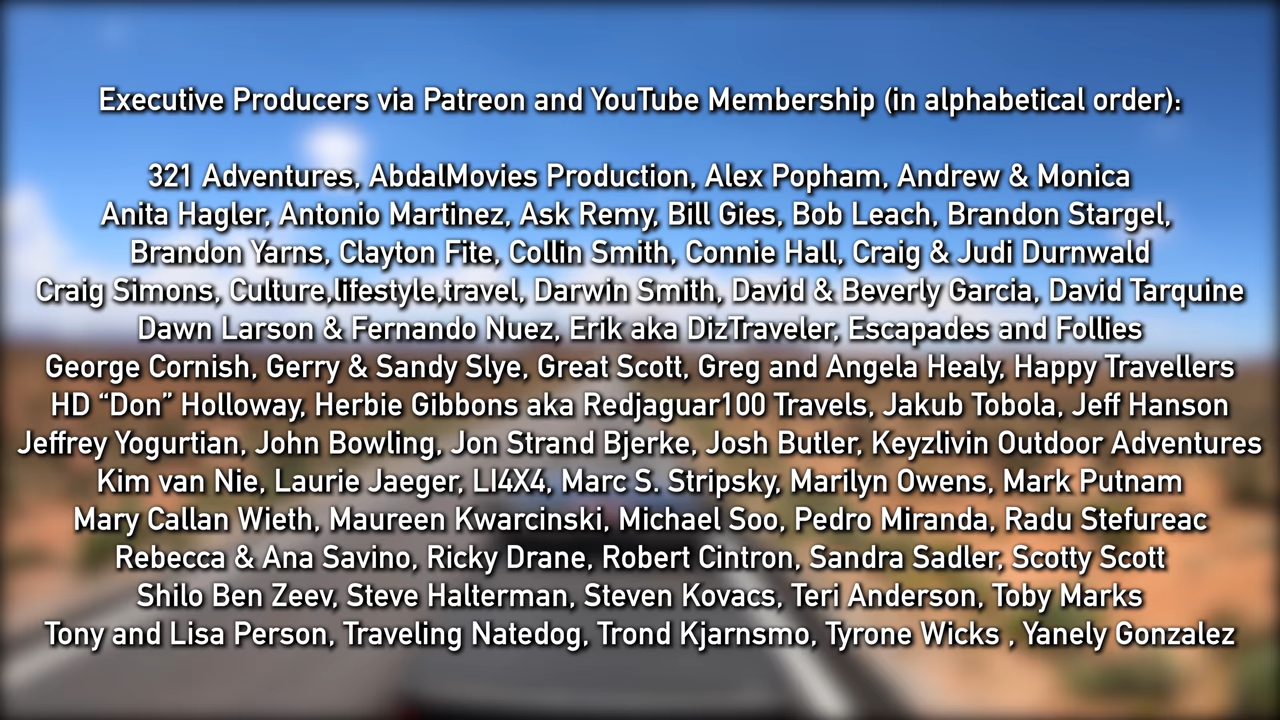 Executive Producers via Patreon and YouTube Membership (in alphabetical order):
321 Adventures, AbdalMovies Production, Alex Popham, Andrew & Monica
Anita Hagler, Antonio Martinez, Ask Remy, Bill Gies, Bob Leach, Brandon Stargel,
Brandon Yarns, Clayton Fite, Collin Smith, Connie Hall, Craig & Judi Durnwald
Craig Simons, Culture,lifestyle,travel, Darwin Smith, David & Beverly Garcia, David Tarquine
Dawn Larson & Fernando Nuez, Erik aka DizTraveler, Escapades and Follies
George Cornish, Gerry & Sandy Slye, Great Scott, Greg and Angela Healy, Happy Travellers
HD “Don” Holloway, Herbie Gibbons aka Redjaguar100 Travels, Jakub Tobola, Jeff Hanson
Jeffrey Yogurtian, John Bowling, Jon Strand Bjerke, Josh Butler, Keyzlivin Outdoor Adventures
Kim van Nie, Laurie Jaeger, LI4X4, Marc S. Stripsky, Marilyn Owens, Mark Putnam
Mary Callan Wieth, Maureen Kwarcinski, Michael Soo, Pedro Miranda, Radu Stefureac
Rebecca & Ana Savino, Ricky Drane, Robert Cintron, Sandra Sadler, Scotty Scott
Shilo Ben Zeev, Steve Halterman, Steven Kovacs, Teri Anderson, Toby Marks
Tony and Lisa Person, Traveling Natedog, Trond Kjarnsmo, Tyrone Wicks , Yanely Gonzalez